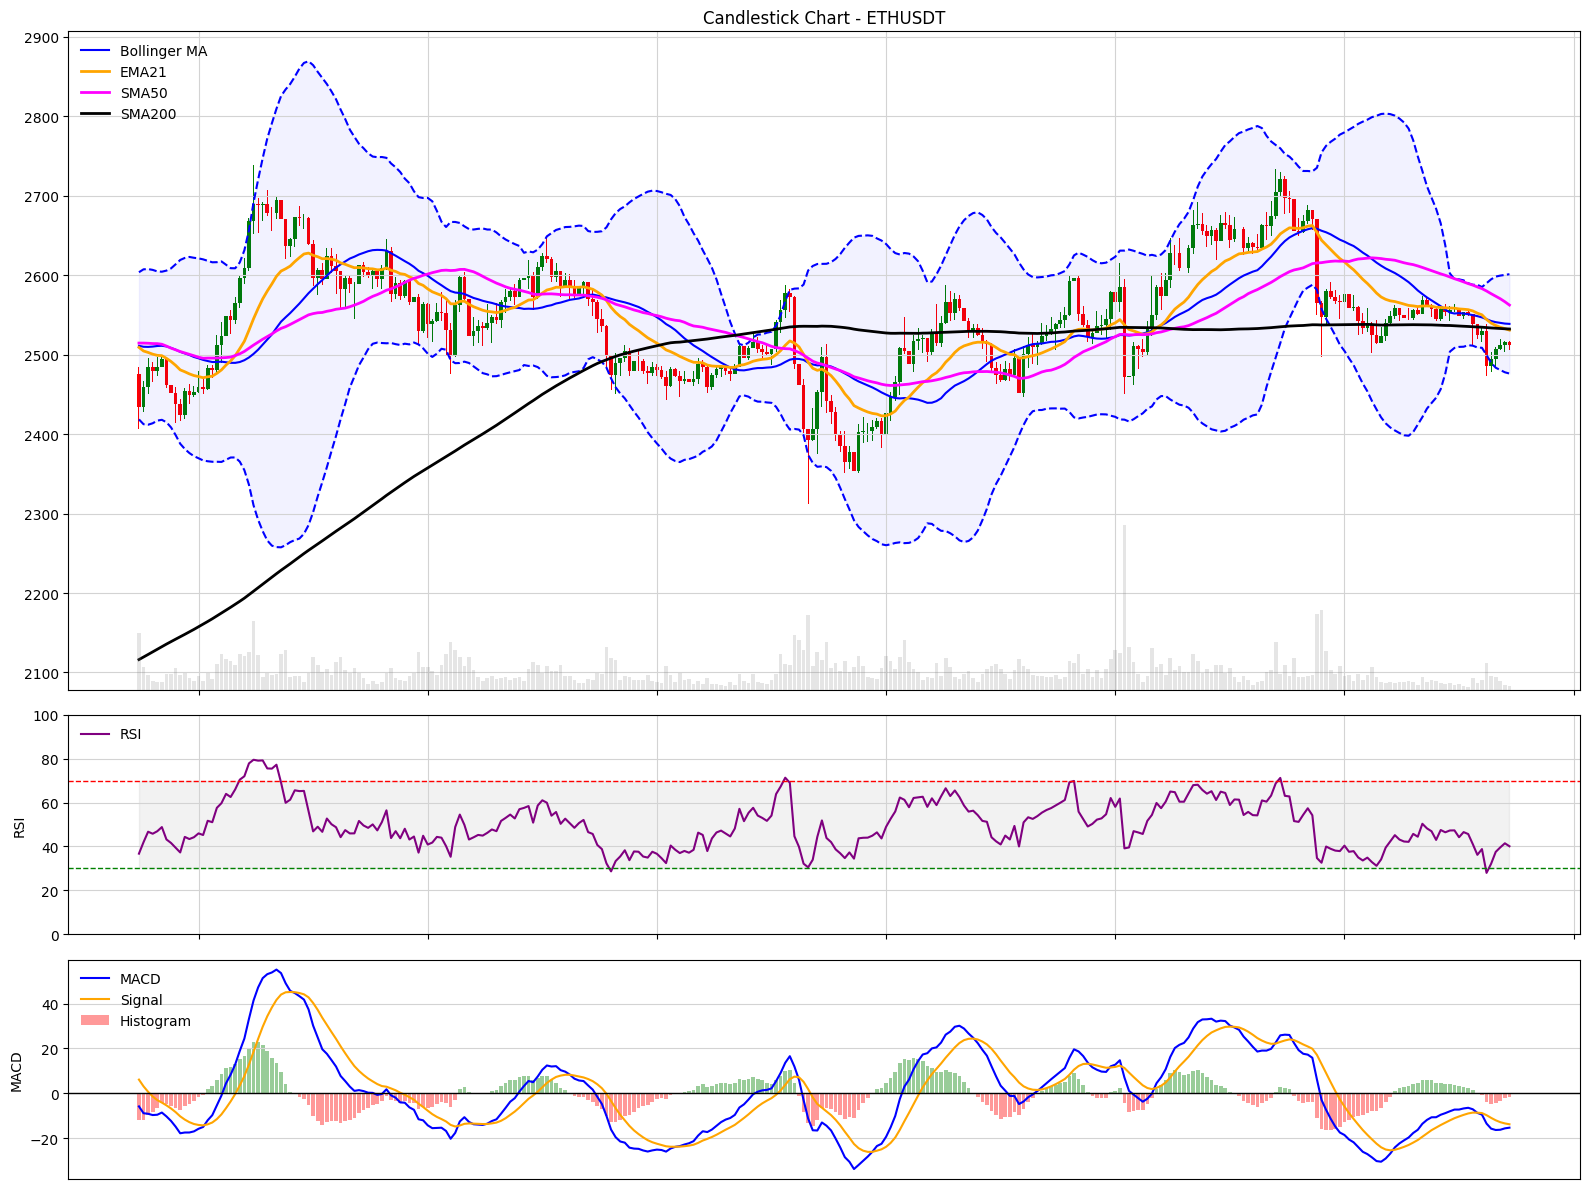 Candlestick Chart - ETHUSDT
2900
2800
2700
2600
2500
2400
2300
2200
2100
Bollinger MA
EMA21
SMA50
SMA200
100
80
60
40
20
0
RSI
RSI
40
20
0
−20
MACD
MACD
Signal
Histogram